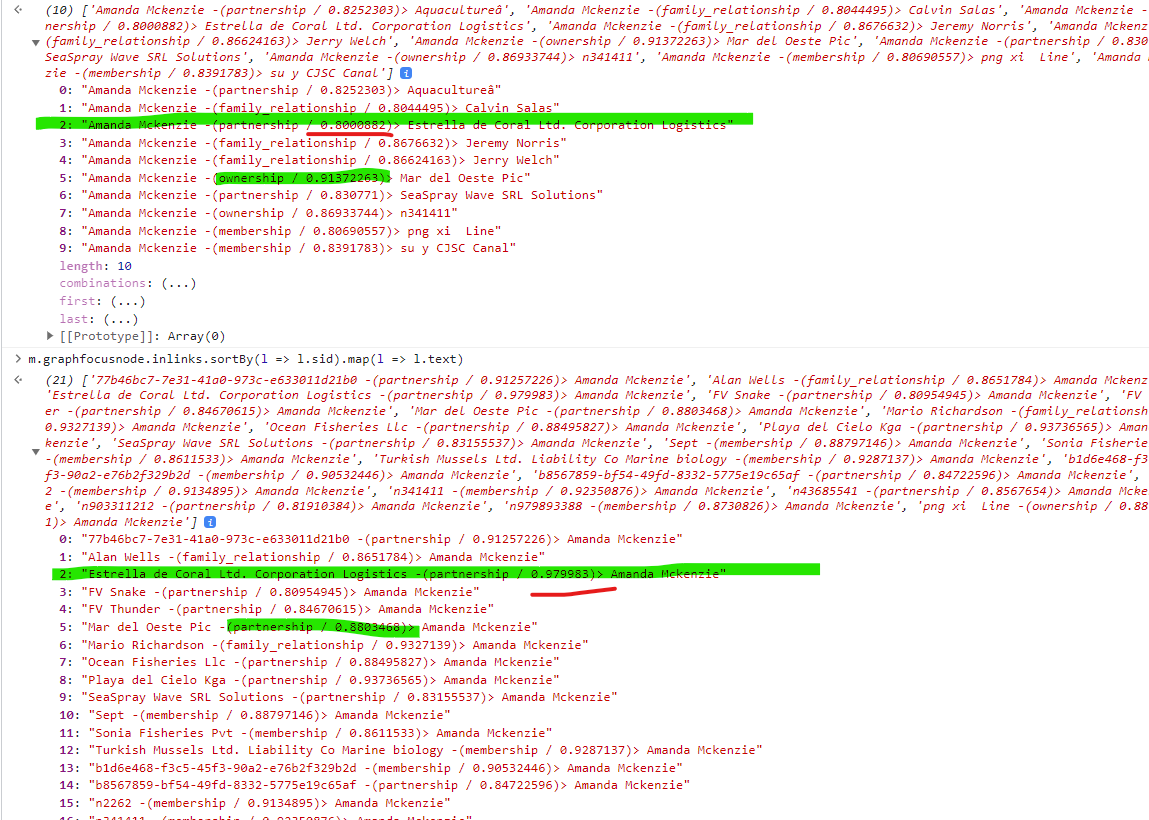 (10) ['Amanda Mckenzie -(partnership / 0.8252303)> Aquacultureâ', 'Amanda Mckenzie -(family_relationship / 0.8044495)> Calvin Salas', 'Amanda Mckenzie -
nership / 0.8000882)> Estrella de Coral Ltd. Corporation Logistics', 'Amanda Mckenzie -(family_relationship / 0.8676632)> Jeremy Norris', 'Amanda Mckenz
(family_relationship / 0.86624163)> Jerry Welch', 'Amanda Mckenzie -(ownership / 0.91372263)> Mar del Oeste Pic', 'Amanda Mckenzie -(partnership / 0.830
SeaSpray Wave SRL Solutions', 'Amanda Mckenzie -(ownership / 0.86933744)> n341411', 'Amanda Mckenzie -(membership / 0.80690557)> png xi  Line', 'Amanda
zie -(membership / 0.8391783)> su y CJSC Canal'] i
0: "Amanda Mckenzie -(partnership / 0.8252303)> Aquacultureâ"
1: "Amanda Mckenzie -(family_relationship / 0.8044495)> Calvin Salas"
2: "Amanda Mckenzie -(partnership / 0.8000882)> Estrella de Coral Ltd. Corporation Logistics"
3: "Amanda Mckenzie -(family_relationship / 0.8676632)> Jeremy Norris"
4: "Amanda Mckenzie -(family_relationship / 0.86624163)> Jerry Welch"
5: "Amanda Mckenzie -(ownership / 0.91372263)> Mar del Oeste Pic"
6: "Amanda Mckenzie -(partnership / 0.830771)> SeaSpray Wave SRL Solutions"
7: "Amanda Mckenzie -(ownership / 0.86933744)> n341411"
8: "Amanda Mckenzie -(membership / 0.80690557)> png xi  Line"
9: "Amanda Mckenzie -(membership / 0.8391783)> su y CJSC Canal"
length: 10
combinations: (...)
first: (...)
last: (...)
[[Prototype]]: Array(0)
m.graphfocusnode.inlinks.sortBy(l => l.sid).map(l => l.text)
(21) ['77b46bc7-7e31-41a0-973c-e633011d21b0 -(partnership / 0.91257226)> Amanda Mckenzie', 'Alan Wells -(family_relationship / 0.8651784)> Amanda Mckenz
'Estrella de Coral Ltd. Corporation Logistics -(partnership / 0.979983)> Amanda Mckenzie', 'FV Snake -(partnership / 0.80954945)> Amanda Mckenzie', 'FV
er -(partnership / 0.84670615)> Amanda Mckenzie', 'Mar del Oeste Pic -(partnership / 0.8803468)> Amanda Mckenzie', 'Mario Richardson -(family_relationsh
0.9327139)> Amanda Mckenzie', 'Ocean Fisheries Llc -(partnership / 0.88495827)> Amanda Mckenzie', 'Playa del Cielo Kga -(partnership / 0.93736565)> Aman
kenzie', 'SeaSpray Wave SRL Solutions -(partnership / 0.83155537)> Amanda Mckenzie', 'Sept -(membership / 0.88797146)> Amanda Mckenzie', 'Sonia Fisherie
- (membership / 0.8611533)> Amanda Mckenzie', 'Turkish Mussels Ltd. Liability Co Marine biology -(membership / 0.9287137)> Amanda Mckenzie', 'b1d6e468-f3
f3-90a2-e76b2f329b2d -(membership / 0.90532446)> Amanda Mckenzie', 'b8567859-bf54-49fd-8332-5775e19c65af -(partnership / 0.84722596)> Amanda Mckenzie',
2 -(membership / 0.9134895)> Amanda Mckenzie', 'n341411 -(membership / 0.92350876)> Amanda Mckenzie', 'n43685541 -(partnership / 0.8567654)> Amanda Mcke
e', 'n903311212 -(partnership / 0.81910384)> Amanda Mckenzie', 'n979893388 -(membership / 0.8730826)> Amanda Mckenzie', 'png xi  Line -(ownership / 0.88
1)> Amanda Mckenzie'] i
0: "77b46bc7-7e31-41a0-973c-e633011d21b0 -(partnership / 0.91257226)> Amanda Mckenzie"
1: "Alan Wells -(family_relationship / 0.8651784)> Amanda Mckenzie"
2: "Estrella de Coral Ltd. Corporation Logistics -(partnership / 0.979983)> Amanda Mckenzie"
3: "FV Snake -(partnership / 0.80954945)> Amanda Mckenzie"
4: "FV Thunder -(partnership / 0.84670615)> Amanda Mckenzie"
5: "Mar del Oeste Pic -(partnership / 0.8803468)> Amanda Mckenzie"
6: "Mario Richardson -(family_relationship / 0.9327139)> Amanda Mckenzie"
7: "Ocean Fisheries Llc -(partnership / 0.88495827)> Amanda Mckenzie"
8: "Playa del Cielo Kga -(partnership / 0.93736565)> Amanda Mckenzie"
9: "SeaSpray Wave SRL Solutions -(partnership / 0.83155537)> Amanda Mckenzie"
10: "Sept -(membership / 0.88797146)> Amanda Mckenzie"
11: "Sonia Fisheries Pvt -(membership / 0.8611533)> Amanda Mckenzie"
12: "Turkish Mussels Ltd. Liability Co Marine biology -(membership / 0.9287137)> Amanda Mckenzie"
13: "b1d6e468-f3c5-45f3-90a2-e76b2f329b2d -(membership / 0.90532446)> Amanda Mckenzie"
14: "b8567859-bf54-49fd-8332-5775e19c65af -(partnership / 0.84722596)> Amanda Mckenzie"
15: "n2262 -(membership / 0.9134895)> Amanda Mckenzie"